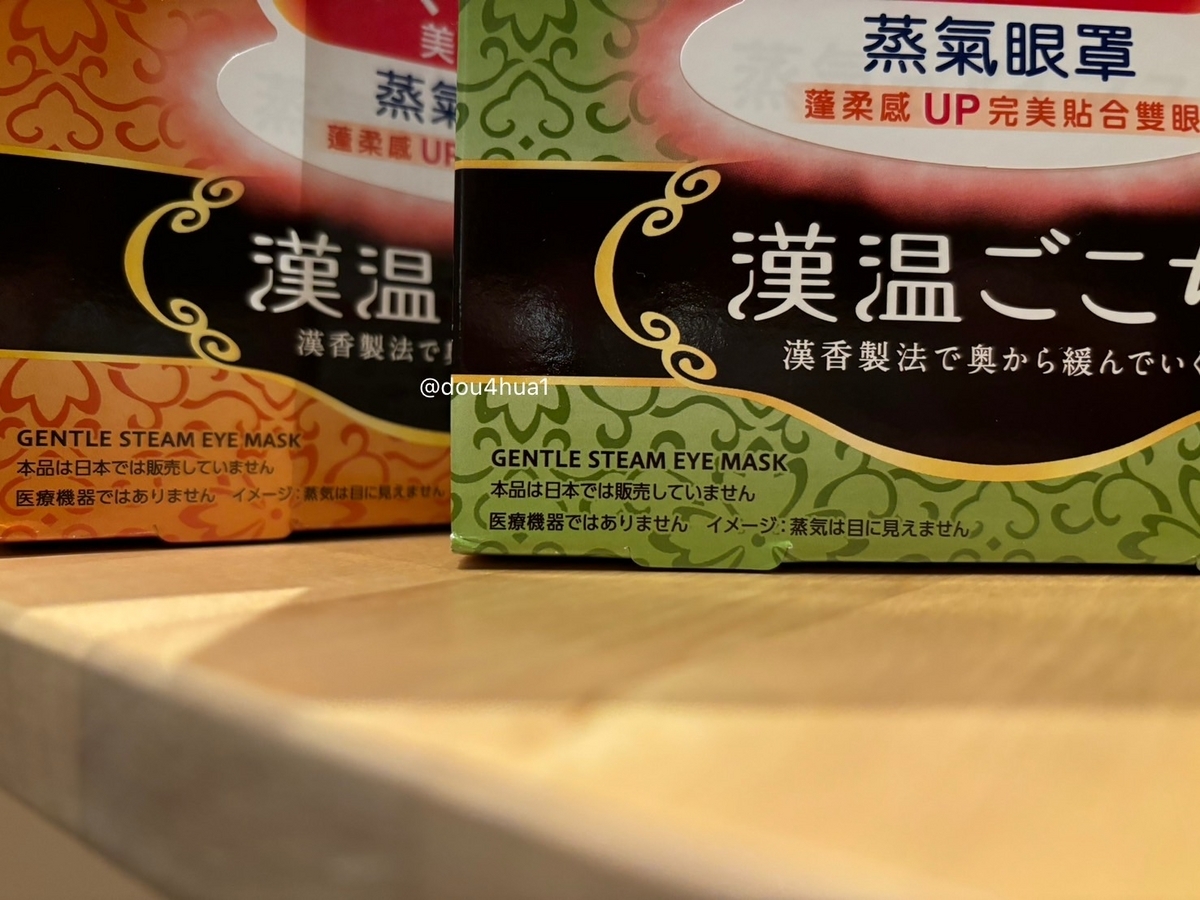 美
蒸氣
蓬柔感UP
漢温
漢香製法で
GENTLE STEAM EYE MASK
本品は日本では販売していません
医療機器ではありません イメージ:蒸気は目に見えません
蒸氣眼罩
蓬柔感UP完美貼合雙眼
漢温ごこ
漢香製法で奥から緩んでいく
GENTLE STEAM EYE MASK
本品は日本では販売していません
医療機器ではありません イメージ:蒸気は目に見えません
@dou4hua1